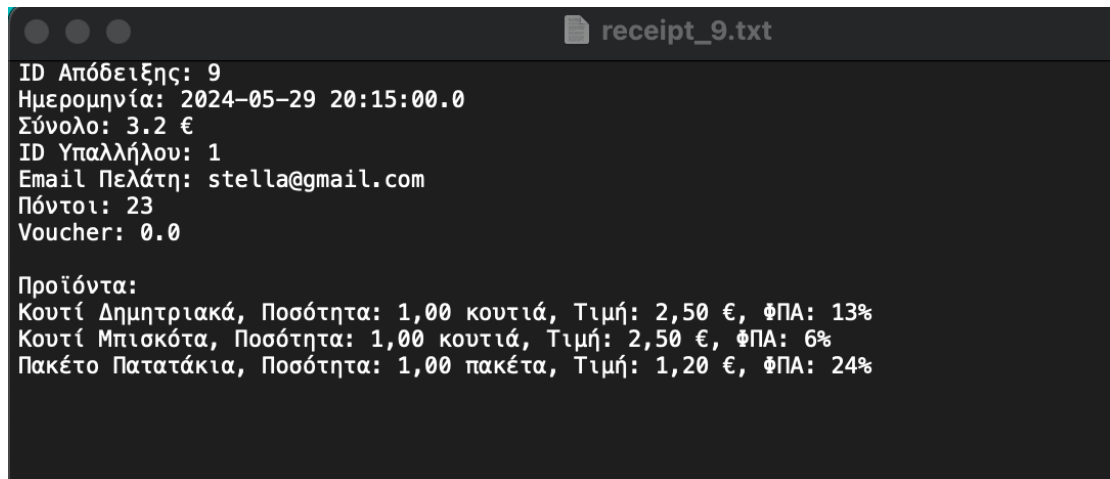 receipt_9.txt
ID Απόδειξης: 9
Ημερομηνία: 2024–05–29 20:15:00.0
Σύνολο: 3.2 €
ID Υπαλλήλου: 1
Email Πελάτη: stella@gmail.com
Πόντοι: 23
Voucher: 0.0
Προϊόντα:
Κουτί Δημητριακά, Ποσότητα: 1,00 κουτιά, Τιμή: 2,50 €, ΦΠΑ: 13%
Κουτί Μπισκότα, Ποσότητα: 1,00 κουτιά, Τιμή: 2,50 €, ΦΠΑ: 6%
Πακέτο Πατατάκια, Ποσότητα: 1,00 πακέτα, Τιμή: 1,20 €, ΦΠΑ: 24%